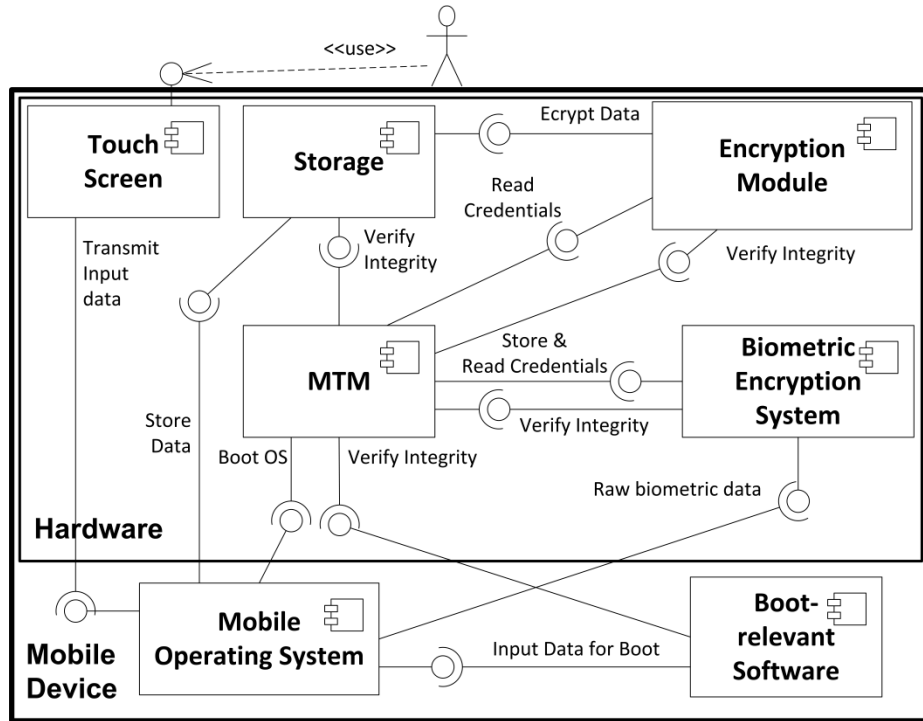 <<use>>
Touch
Screen
Storage
Ecrypt Data
Encryption
Module
Read
Credentials
Transmit
Input
data
Verify
Integrity
Verify Integrity
MTM
Store &
Read Credentials
Biometric
Encryption
System
Verify Integrity
Store
Data
Boot OS
Verify Integrity
Raw biometric data
Hardware
Mobile
Operating System
Input Data for Boot
Boot-
relevant
Software
Mobile
Device